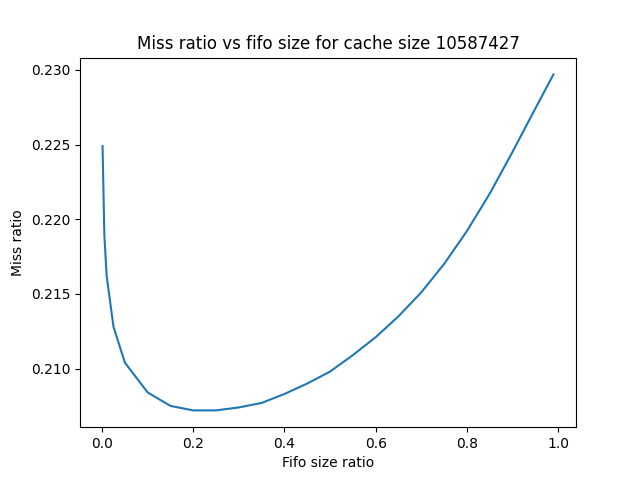 Miss ratio vs fifo size for cache size 10587427
0.230
0.225
0.220
0.215
0.210
Miss ratio
0.0 0.2 0.4 0.6 0.8 1.0
Fifo size ratio